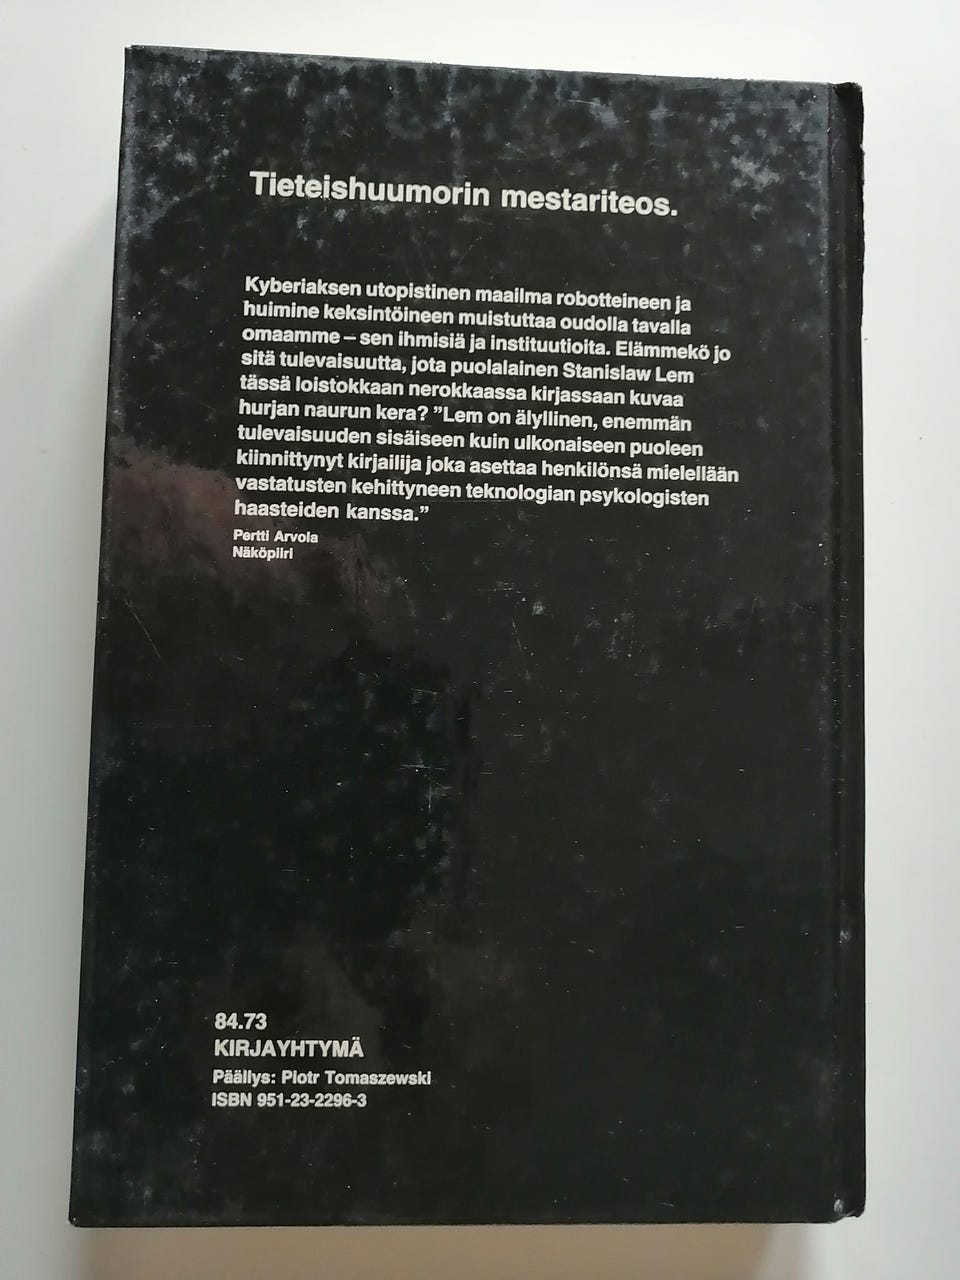 Tieteishuumorin mestariteos.
Kyberiaksen utopistinen maailma robotteineen ja
huimine keksintöineen muistuttaa oudolla tavalla
omaamme – sen ihmisiä ja instituutioita. Elämmekö jo
sitä tulevaisuutta, jota puolalainen Stanislaw Lem
tässä loistokkaan nerokkaassa kirjassaan kuvaa
hurjan naurun kera? ”Lem on älyllinen, enemmän
tulevaisuuden sisäiseen kuin ulkonaiseen puoleen
kiinnittynyt kirjailija joka asettaa henkilönsä mielellään
vastatusten kehittyneen teknologian psykologisten
haasteiden kanssa.”
Pertti Arvola
Näköpiiri
84.73
KIRJAYHTYMÄ
Päällys: Piotr Tomaszewski
ISBN 951-23-2296-3